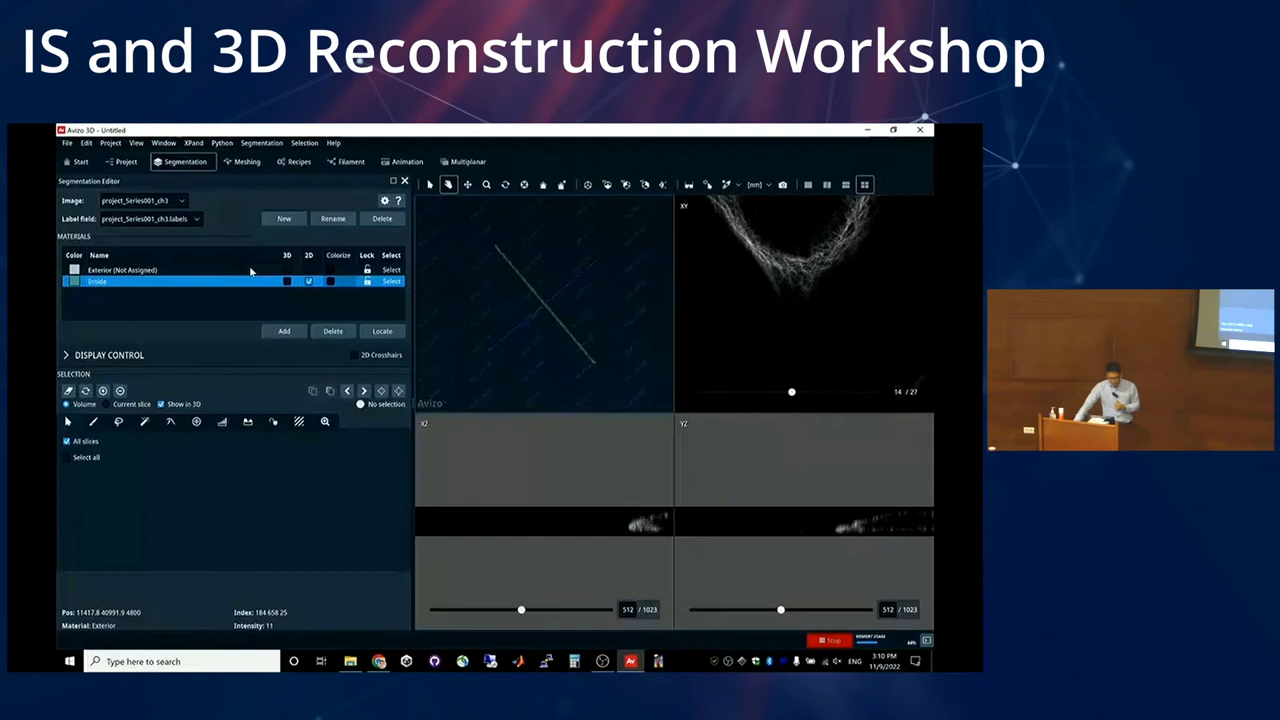 IS and 3D Reconstruction Workshop
Avizo 3D - Untitled
File Edit Project View Window XPand Python Segmentation Selection Help
Start Project Segmentation Meshing Recipes Filament Animation Multiplanar
Segmentation Editor
Image: project_Series001_ch3
Label field: project_Series001_ch3.labels New Rename Delete
MATERIALS
Color Name 3D 2D Colorize Lock Select
Exterior (Not Assigned) Select
Inside Select
Add Delete Locate
DISPLAY CONTROL 2D Crosshairs
SELECTION
Volume Current slice Show in 3D No selection
All slices
Select all
Pos: 11417.8 40991.9 4800 Index: 184 658 25
Material: Exterior Intensity: 11
[nm]
Avizo
XY
14 / 27
XZ
512 / 1023
YZ
512 / 1023
Stop MEMORY USAGE 44%
Type here to search
ENG
3:10 PM
11/9/2022